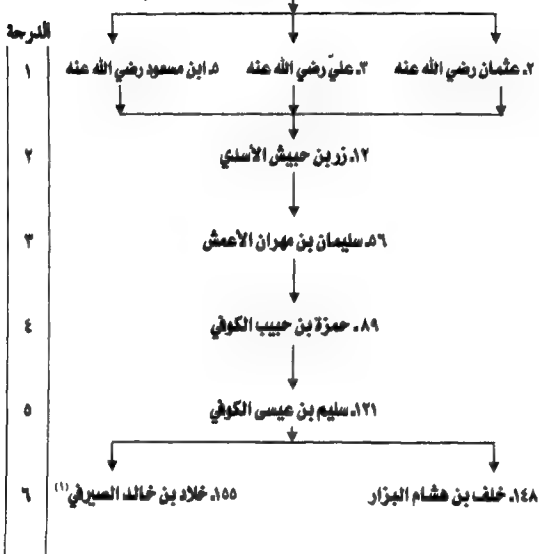 الدرجة
٢. عثمان رضي الله عنه ٣. عليّ رضي الله عنه ٥. ابن مسعود رضي الله عنه ١
١٢. زر بن حبيش الأسدي ٢
٥٦. سليمان بن مهران الأعمش ٣
٨٩. حمزة بن حبيب الكوفي ٤
١٢١. سليم بن عيسى الكوفي ٥
١٤٨. خلف بن هشام البزار ١٥٥. خلاد بن خالد الصيرفي (١) ٦